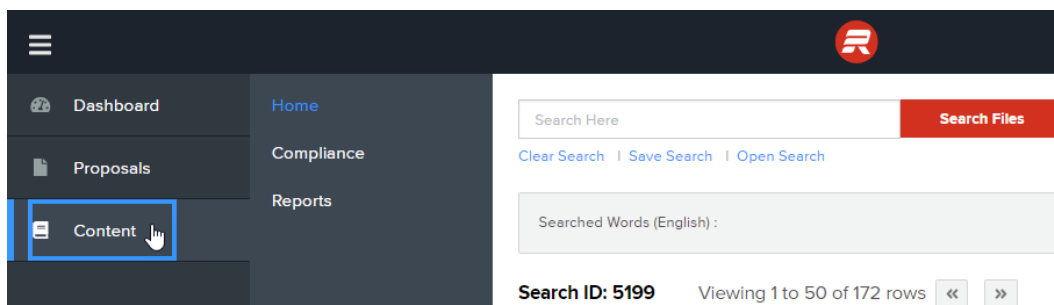 Dashboard
Proposals
Content
Home
Compliance
Reports
Search Here
Search Files
Clear Search | Save Search | Open Search
Searched Words (English) :
Search ID: 5199 Viewing 1 to 50 of 172 rows « »